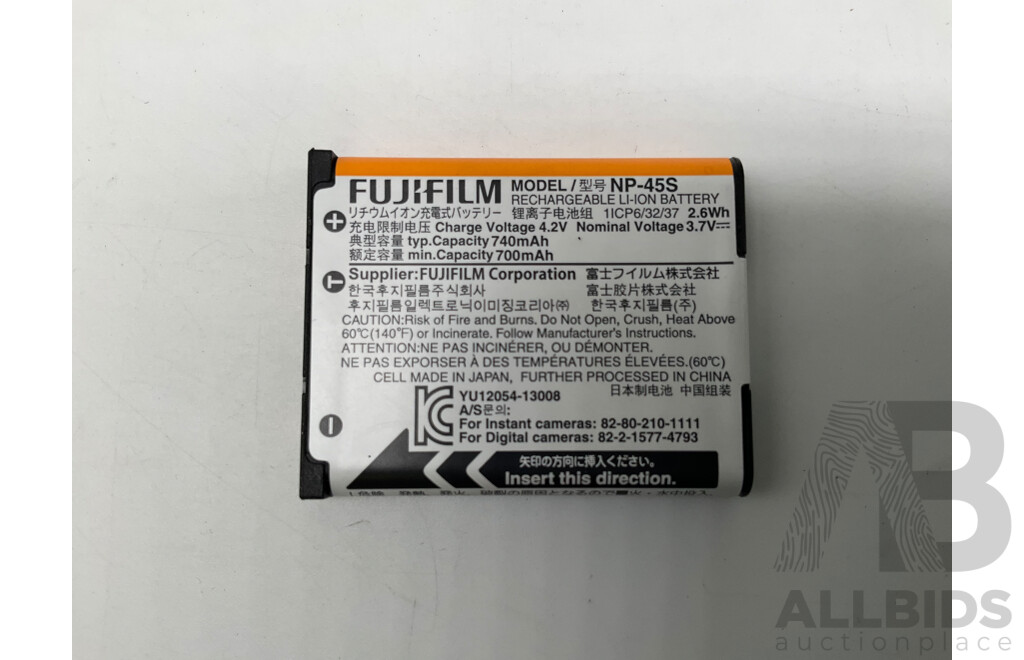 FUJIFILM MODEL/型号 NP-45S
RECHARGEABLE LI-ION BATTERY
リチウムイオン充電式バッテリー 锂离子电池组 1ICP6/32/37 2.6Wh
充电限制电压 Charge Voltage 4.2V Nominal Voltage 3.7V⎓
典型容量 typ.Capacity 740mAh
额定容量 min.Capacity 700mAh
Supplier:FUJIFILM Corporation 富士フイルム株式会社
한국후지필름주식회사 富士胶片株式会社
후지필름일렉트로닉이미징코리아㈜ 한국후지필름(주)
CAUTION:Risk of Fire and Burns. Do Not Open, Crush, Heat Above
60℃(140°F) or Incinerate. Follow Manufacturer's Instructions.
ATTENTION:NE PAS INCINÉRER, OU DÉMONTER.
NE PAS EXPORSER À DES TEMPÉRATURES ÉLEVÉES.(60℃)
CELL MADE IN JAPAN, FURTHER PROCESSED IN CHINA
日本制电池 中国组装
YU12054-13008
A/S문의:
For Instant cameras: 82-80-210-1111
For Digital cameras: 82-2-1577-4793
矢印の方向に挿入ください。
Insert this direction.
+
T
−
AB
ALLBIDS
auctionplace